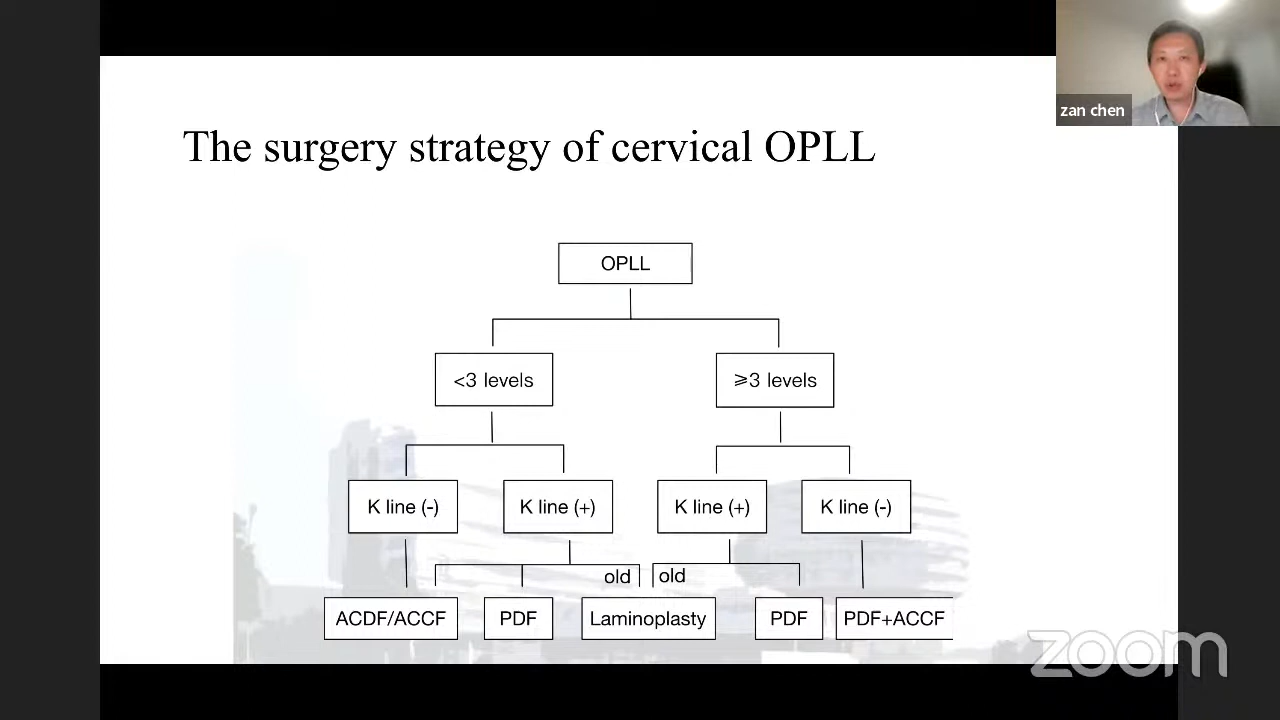 zan chen
The surgery strategy of cervical OPLL
OPLL
<3 levels
⩾3 levels
K line (-)
K line (+)
K line (+)
K line (-)
old
old
ACDF/ACCF
PDF
Laminoplasty
PDF
PDF+ACCF
zoom